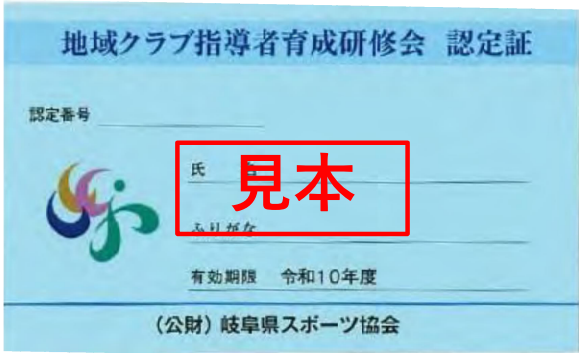 地域クラブ指導者育成研修会 認定証
認定番号
氏
見本
ふりがな
有効期限 令和10年度
（公財）岐阜県スポーツ協会